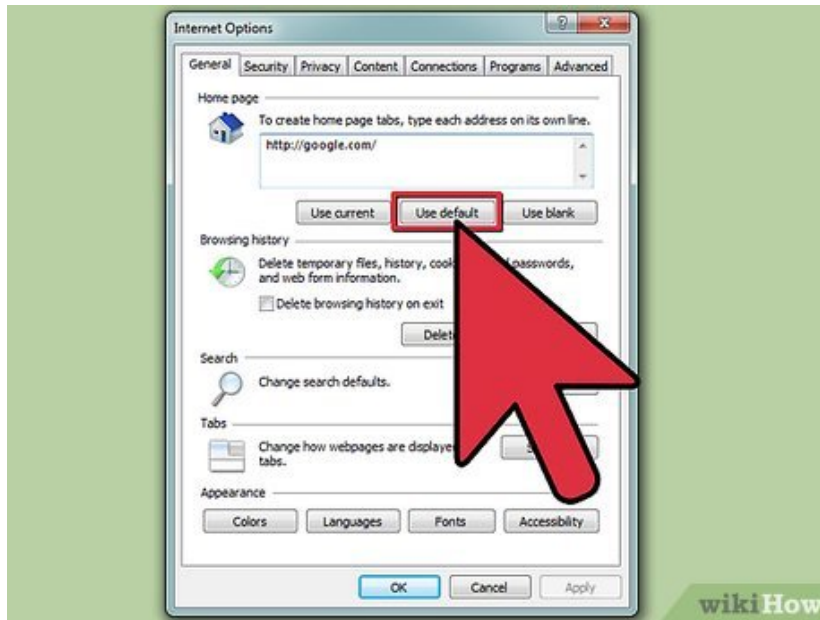 Internet Options
General Security Privacy Content Connections Programs Advanced
Home page
To create home page tabs, type each address on its own line.
http://google.com/
Use current Use default Use blank
Browsing history
Delete temporary files, history, passwords,
and web form information.
Delete browsing history on exit
Search
Change search defaults.
Tabs
Change how webpages are
tabs.
Appearance
Colors Languages Fonts Accessibility
OK Cancel Apply
wikiHow